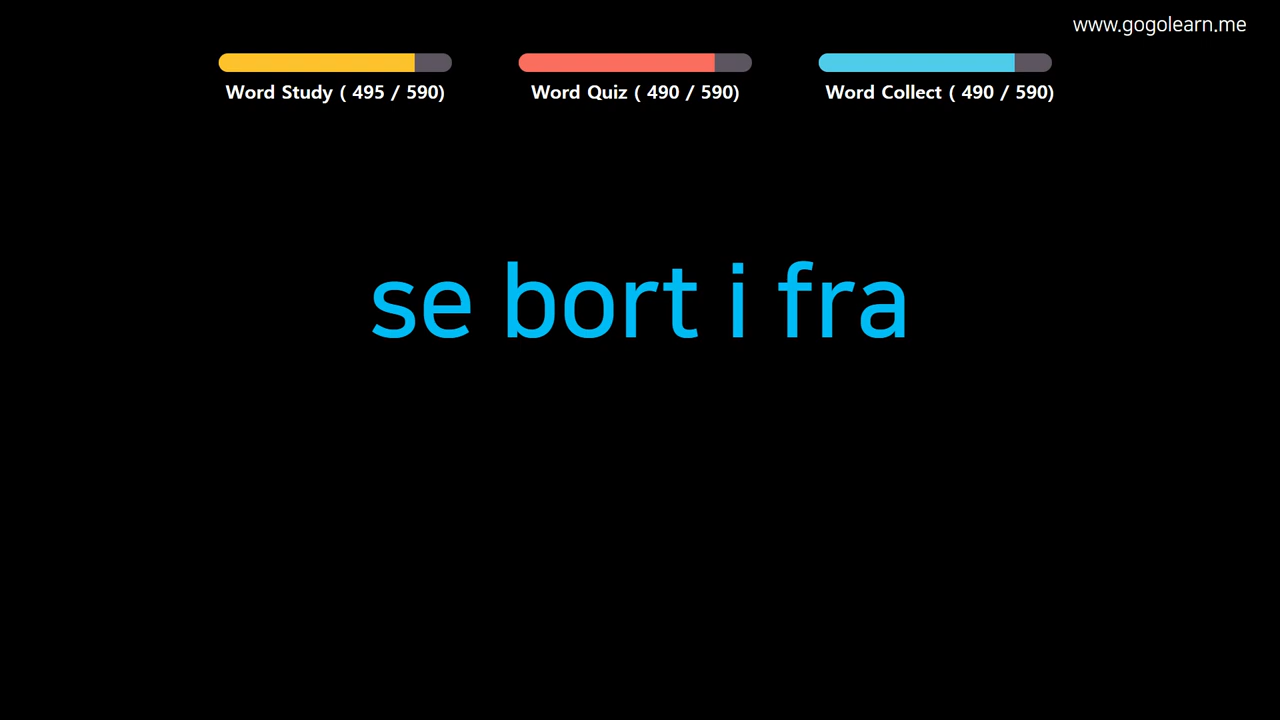 www.gogolearn.me
Word Study ( 495 / 590)
Word Quiz ( 490 / 590)
Word Collect ( 490 / 590)
se bort i fra